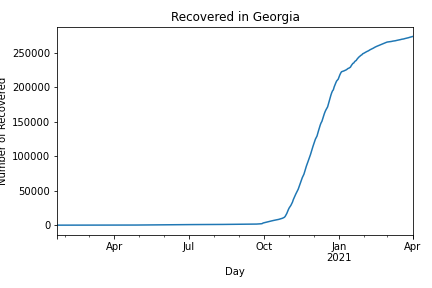 Recovered in Georgia
250000
200000
150000
100000
50000
0
Number of Recovered
Apr Jul Oct Jan Apr
2021
Day